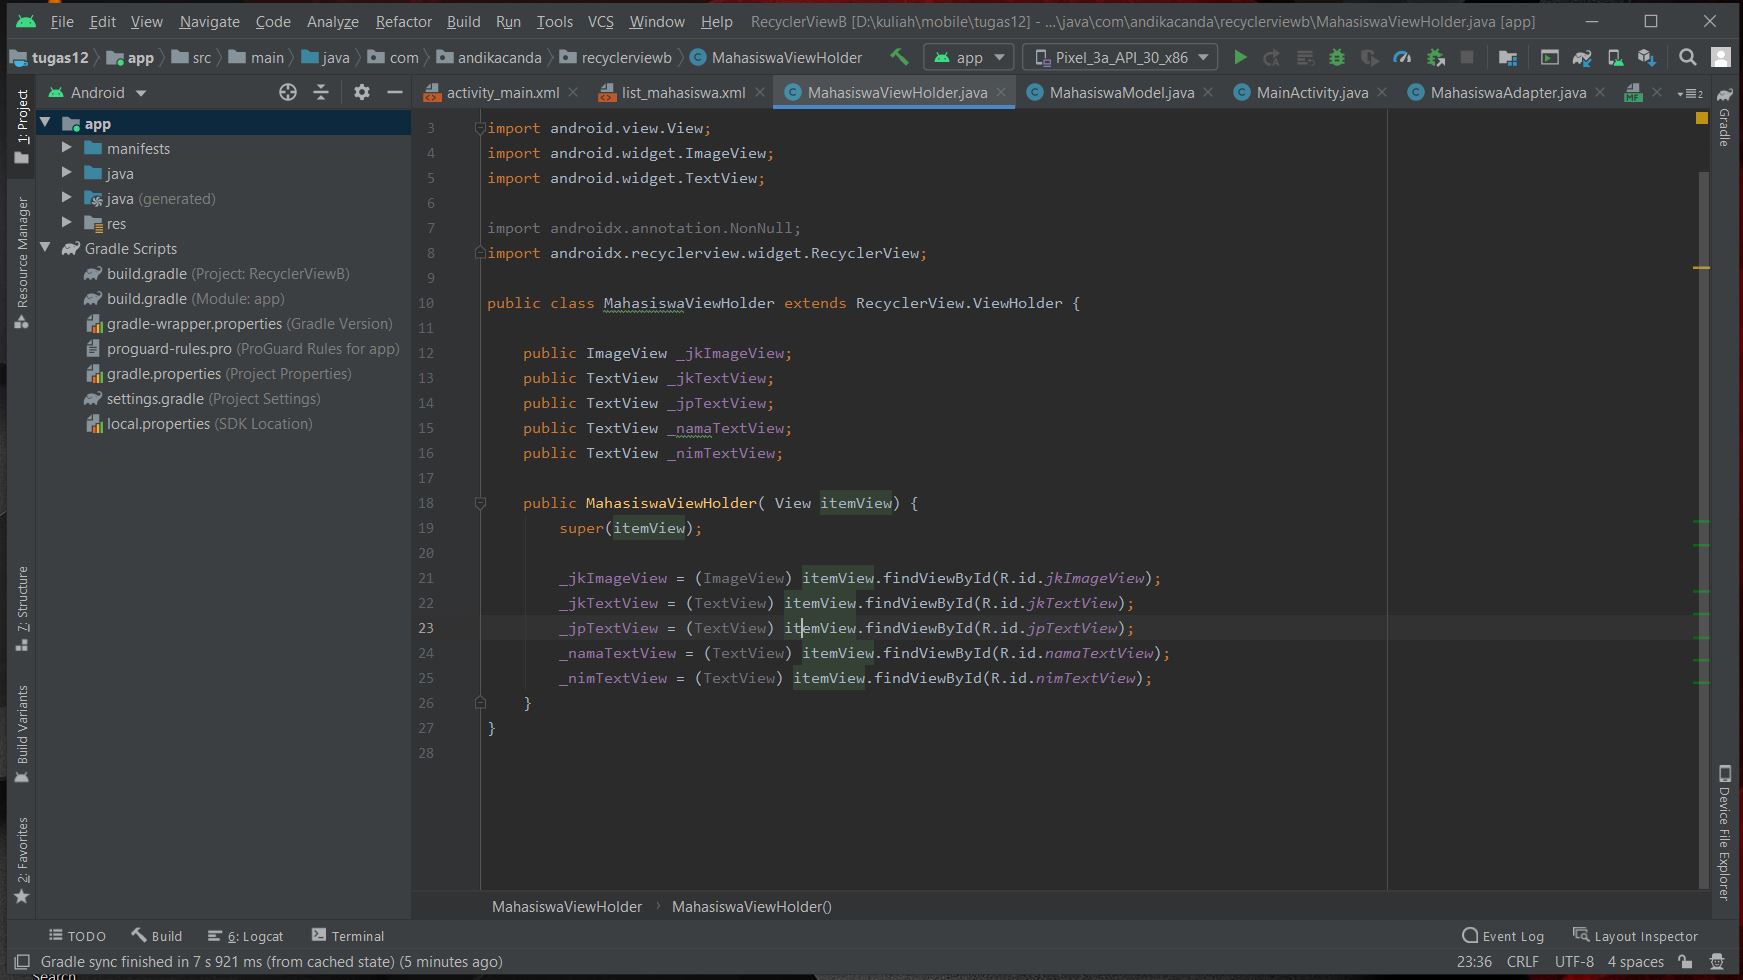 File Edit View Navigate Code Analyze Refactor Build Run Tools VCS Window Help RecyclerViewB [D:\kuliah\mobile\tugas12] - ...\java\com\andikacanda\recyclerviewb\MahasiswaViewHolder.java [app]
tugas12 app src main java com andikacanda recyclerviewb MahasiswaViewHolder app Pixel_3a_API_30_x86
Android
activity_main.xml list_mahasiswa.xml MahasiswaViewHolder.java MahasiswaModel.java MainActivity.java MahasiswaAdapter.java MF 2
1: Project
Resource Manager
7: Structure
Build Variants
2: Favorites
app
manifests
java
java (generated)
res
Gradle Scripts
build.gradle (Project: RecyclerViewB)
build.gradle (Module: app)
gradle-wrapper.properties (Gradle Version)
proguard-rules.pro (ProGuard Rules for app)
gradle.properties (Project Properties)
settings.gradle (Project Settings)
local.properties (SDK Location)
3 import android.view.View;
4 import android.widget.ImageView;
5 import android.widget.TextView;
6
7 import androidx.annotation.NonNull;
8 import androidx.recyclerview.widget.RecyclerView;
9
10 public class MahasiswaViewHolder extends RecyclerView.ViewHolder {
11
12 public ImageView _jkImageView;
13 public TextView _jkTextView;
14 public TextView _jpTextView;
15 public TextView _namaTextView;
16 public TextView _nimTextView;
17
18 public MahasiswaViewHolder( View itemView) {
19 super(itemView);
20
21 _jkImageView = (ImageView) itemView.findViewById(R.id.jkImageView);
22 _jkTextView = (TextView) itemView.findViewById(R.id.jkTextView);
23 _jpTextView = (TextView) itemView.findViewById(R.id.jpTextView);
24 _namaTextView = (TextView) itemView.findViewById(R.id.namaTextView);
25 _nimTextView = (TextView) itemView.findViewById(R.id.nimTextView);
26 }
27 }
28
Gradle
Device File Explorer
MahasiswaViewHolder MahasiswaViewHolder()
TODO Build 6: Logcat Terminal Event Log Layout Inspector
Gradle sync finished in 7 s 921 ms (from cached state) (5 minutes ago) 23:36 CRLF UTF-8 4 spaces
Search